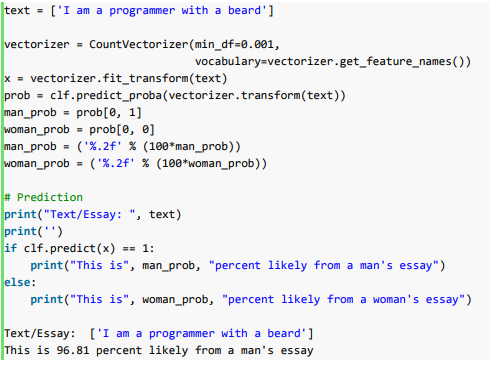 text = ['I am a programmer with a beard']
vectorizer = CountVectorizer(min_df=0.001,
                             vocabulary=vectorizer.get_feature_names())
x = vectorizer.fit_transform(text)
prob = clf.predict_proba(vectorizer.transform(text))
man_prob = prob[0, 1]
woman_prob = prob[0, 0]
man_prob = ('%.2f' % (100*man_prob))
woman_prob = ('%.2f' % (100*woman_prob))
# Prediction
print("Text/Essay: ", text)
print('')
if clf.predict(x) == 1:
    print("This is", man_prob, "percent likely from a man's essay")
else:
    print("This is", woman_prob, "percent likely from a woman's essay")
Text/Essay:  ['I am a programmer with a beard']
This is 96.81 percent likely from a man's essay